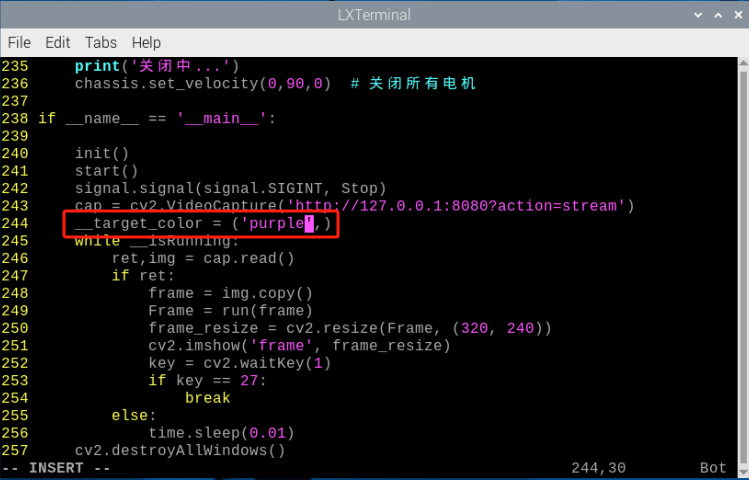 LXTerminal
File Edit Tabs Help
235     print('关闭中...')
236     chassis.set_velocity(0,90,0)  # 关闭所有电机
237
238 if __name__ == '__main__':
239
240     init()
241     start()
242     signal.signal(signal.SIGINT, Stop)
243     cap = cv2.VideoCapture('http://127.0.0.1:8080?action=stream')
244     __target_color = ('purple',)
245     while __isRunning:
246         ret,img = cap.read()
247         if ret:
248             frame = img.copy()
249             Frame = run(frame)
250             frame_resize = cv2.resize(Frame, (320, 240))
251             cv2.imshow('frame', frame_resize)
252             key = cv2.waitKey(1)
253             if key == 27:
254                 break
255         else:
256             time.sleep(0.01)
257     cv2.destroyAllWindows()
-- INSERT --                                                  244,30        Bot